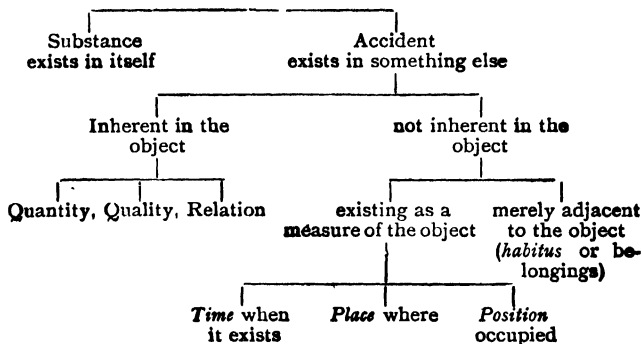 Substance
exists in itself
Accident
exists in something else
Inherent in the
object
not inherent in the
object
Quantity, Quality, Relation
existing as a
measure of the object
merely adjacent
to the object
(habitus or be-
longings)
Time when
it exists
Place where
Position
occupied